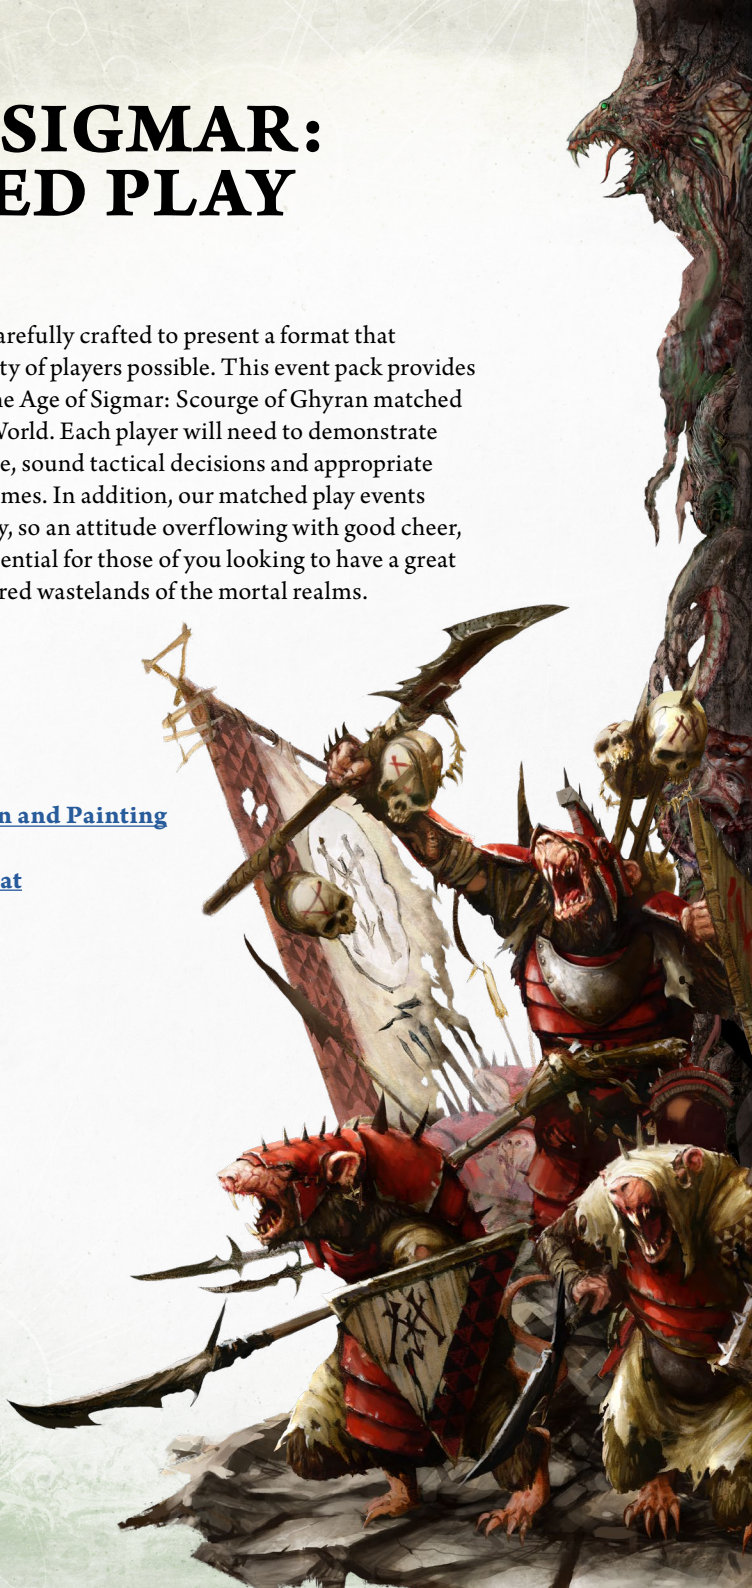 SIGMAR:
ED PLAY
arefully crafted to present a format that
ty of players possible. This event pack provides
he Age of Sigmar: Scourge of Ghyran matched
World. Each player will need to demonstrate
e, sound tactical decisions and appropriate
mes. In addition, our matched play events
y, so an attitude overflowing with good cheer,
ential for those of you looking to have a great
red wastelands of the mortal realms.
n and Painting
at